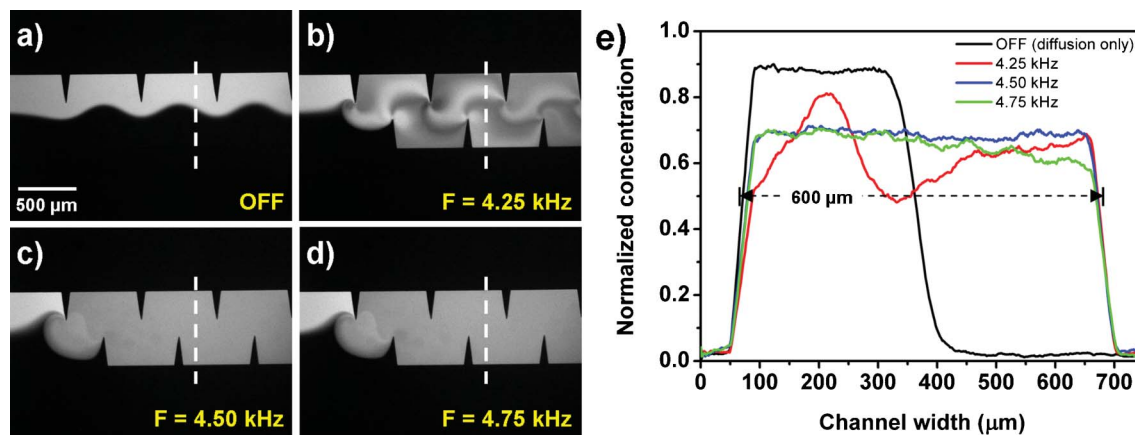 a)
500 μm
OFF
b)
F = 4.25 kHz
c)
F = 4.50 kHz
d)
F = 4.75 kHz
e)
OFF (diffusion only)
4.25 kHz
4.50 kHz
4.75 kHz
600 μm
Normalized concentration
1.0
0.8
0.6
0.4
0.2
0.0
0 100 200 300 400 500 600 700
Channel width (μm)